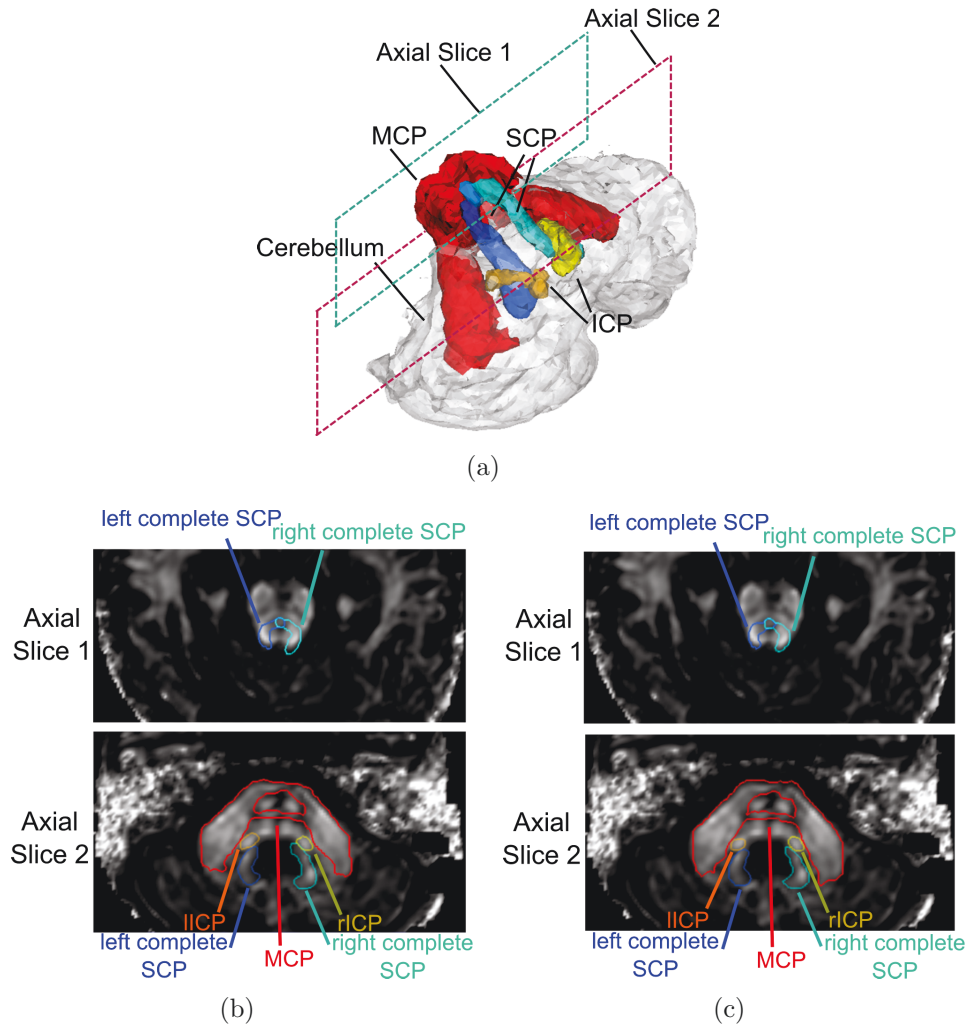 Axial Slice 2
Axial Slice 1
MCP
SCP
Cerebellum
ICP
(a)
left complete SCP
right complete SCP
Axial
Slice 1
Axial
Slice 2
lICP
rICP
left complete
SCP
MCP
right complete
SCP
(b)
left complete SCP
right complete SCP
Axial
Slice 1
Axial
Slice 2
lICP
rICP
left complete
SCP
MCP
right complete
SCP
(c)